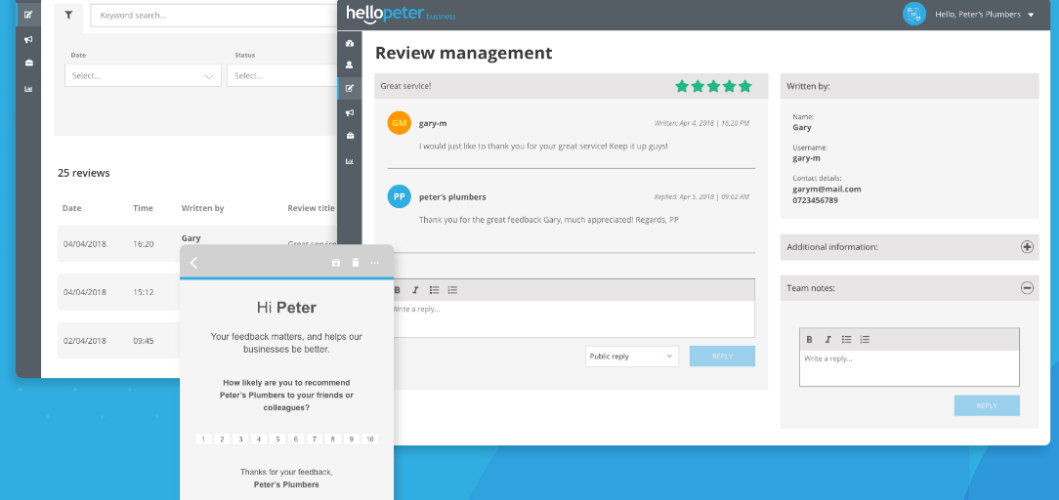 Keyword search...
Date
Status
Select...
Select...
25 reviews
Date Time Written by Review title
04/04/2018 16:20 Gary Great service
04/04/2018 15:12
02/04/2018 09:45
hellopeter business
Hello, Peter's Plumbers
Review management
Great service!
GM gary-m Written: Apr 4, 2018 | 16:20 PM
I would just like to thank you for your great service! Keep it up guys!
PP peter's plumbers Replied: Apr 5, 2018 | 09:02 AM
Thank you for the great feedback Gary, much appreciated! Regards, PP
B I
Write a reply...
Public reply
REPLY
Written by:
Name:
Gary
Username:
gary-m
Contact details:
garym@mail.com
0723456789
Additional information:
Team notes:
B I
Write a reply...
REPLY
Hi Peter
Your feedback matters, and helps our
businesses be better.
How likely are you to recommend
Peter's Plumbers to your friends or
colleagues?
1 2 3 4 5 6 7 8 9 10
Thanks for your feedback,
Peter's Plumbers